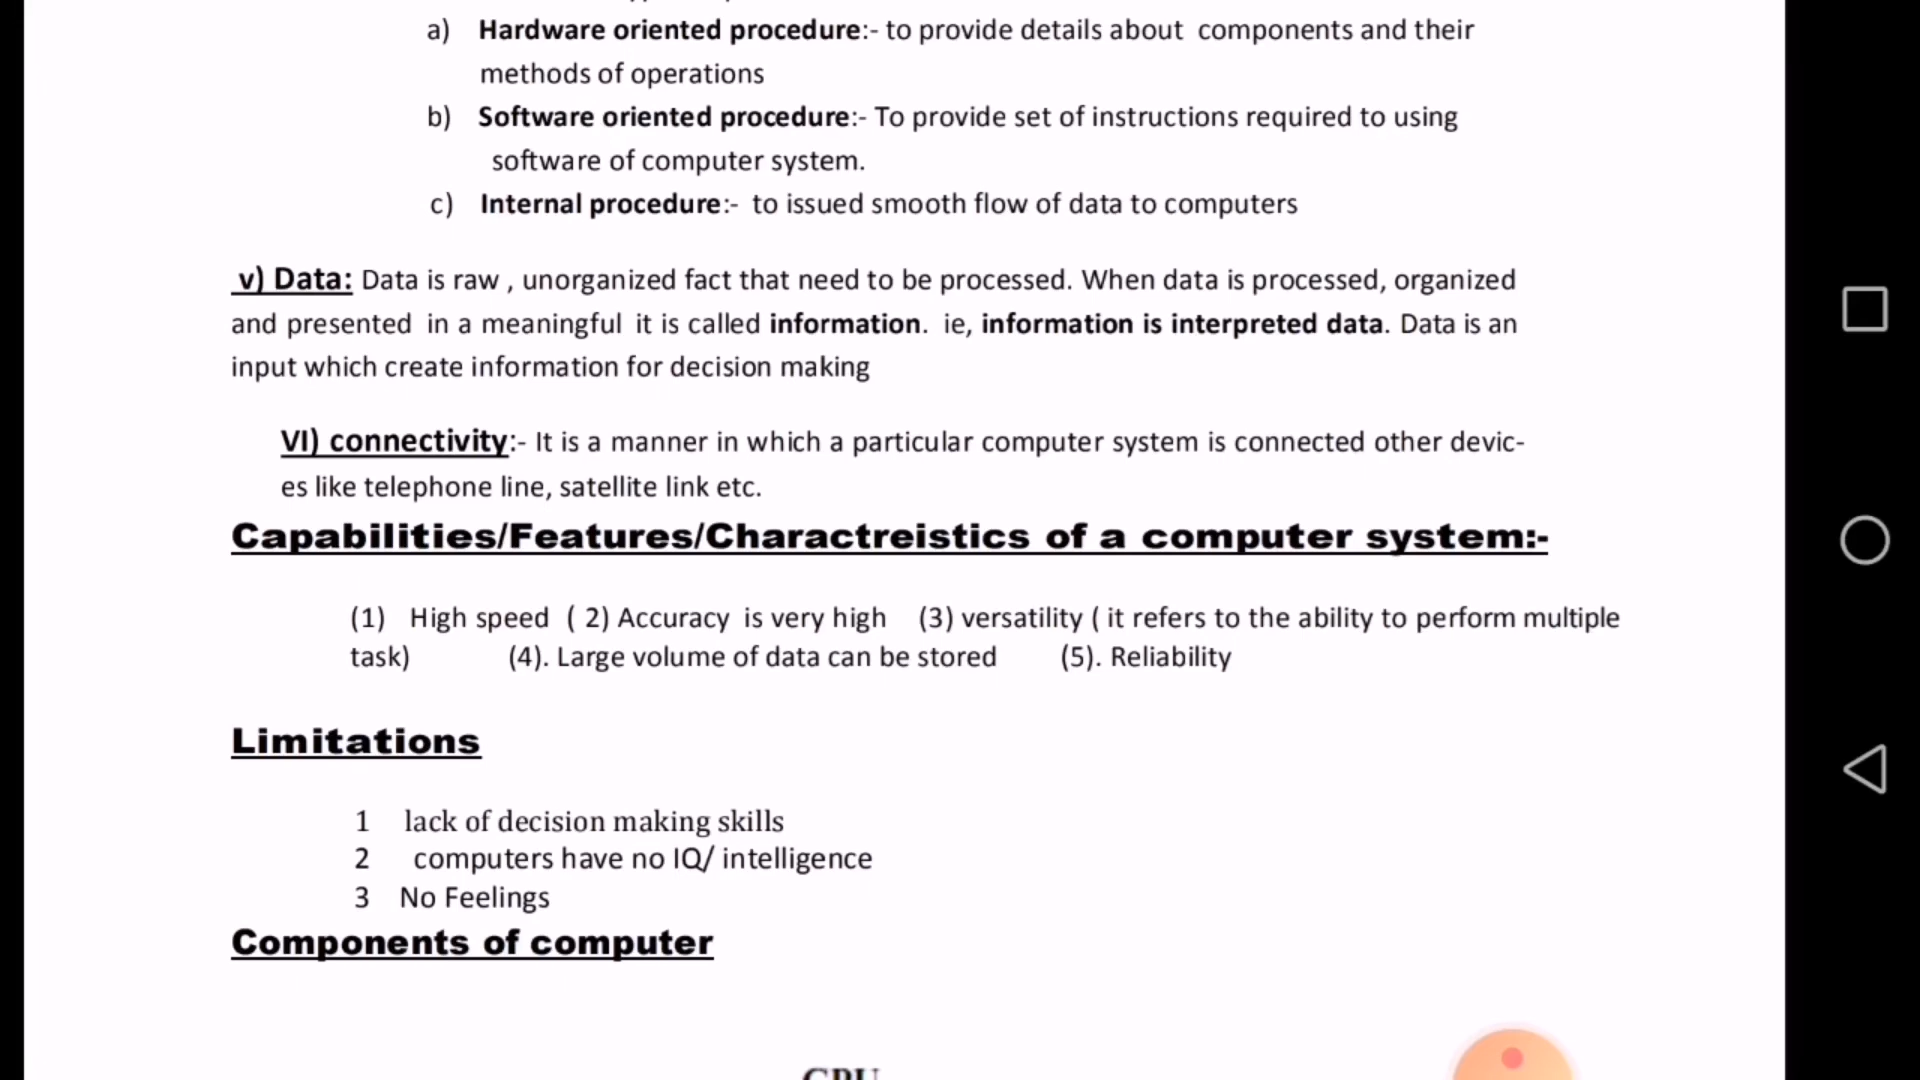 a) Hardware oriented procedure:- to provide details about components and their
methods of operations
b) Software oriented procedure:- To provide set of instructions required to using
software of computer system.
c) Internal procedure:- to issued smooth flow of data to computers
v) Data: Data is raw , unorganized fact that need to be processed. When data is processed, organized
and presented in a meaningful it is called information. ie, information is interpreted data. Data is an
input which create information for decision making
VI) connectivity:- It is a manner in which a particular computer system is connected other devic-
es like telephone line, satellite link etc.
Capabilities/Features/Charactreistics of a computer system:-
(1) High speed ( 2) Accuracy is very high (3) versatility ( it refers to the ability to perform multiple
task) (4). Large volume of data can be stored (5). Reliability
Limitations
1 lack of decision making skills
2 computers have no IQ/ intelligence
3 No Feelings
Components of computer